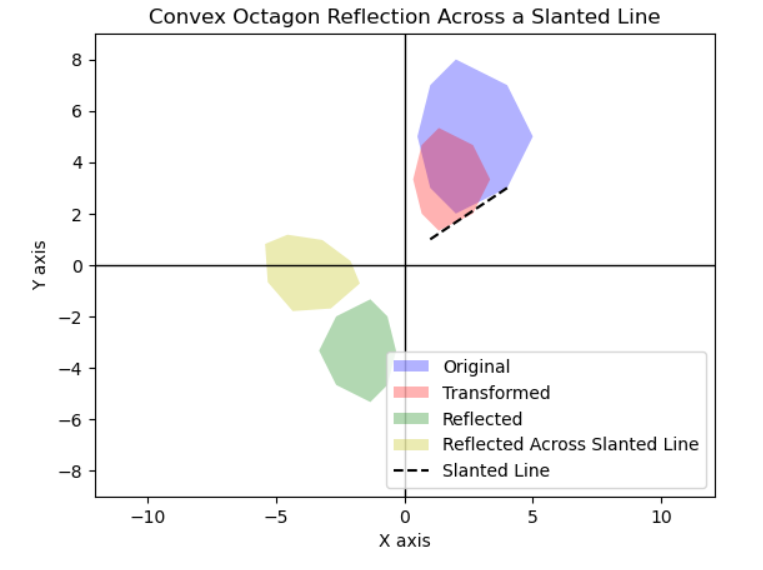 Convex Octagon Reflection Across a Slanted Line
8
6
4
2
0
−2
−4
−6
−8
Y axis
Original
Transformed
Reflected
Reflected Across Slanted Line
Slanted Line
−10
−5
0
5
10
X axis